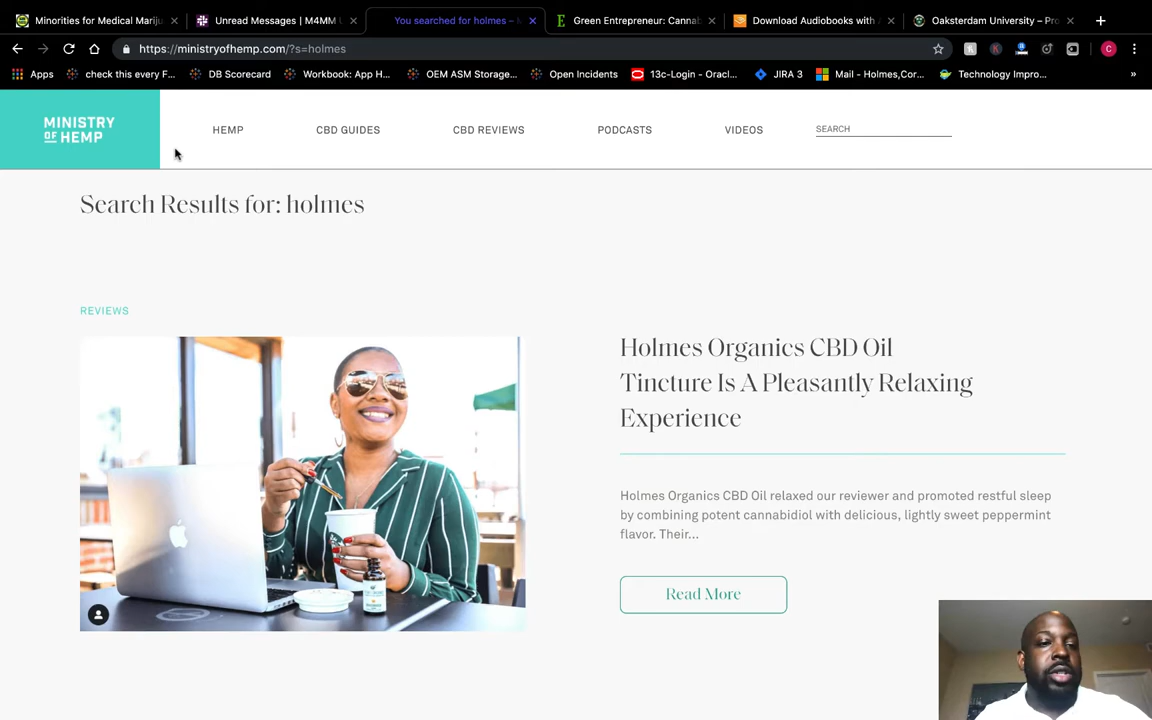 Minorities for Medical Mariju
Unread Messages | M4MM
You searched for holmes –
Green Entrepreneur: Cannab
Download Audiobooks with
Oaksterdam University – Pro
https://ministryofhemp.com/?s=holmes
C
Apps
check this every F...
DB Scorecard
Workbook: App H...
OEM ASM Storage...
Open Incidents
13c-Login - Oracl...
JIRA 3
Mail - Holmes,Cor...
Technology Impro...
»
MINISTRY
OF HEMP
HEMP
CBD GUIDES
CBD REVIEWS
PODCASTS
VIDEOS
SEARCH
Search Results for: holmes
REVIEWS
Holmes Organics CBD Oil
Tincture Is A Pleasantly Relaxing
Experience
Holmes Organics CBD Oil relaxed our reviewer and promoted restful sleep
by combining potent cannabidiol with delicious, lightly sweet peppermint
flavor. Their...
Read More